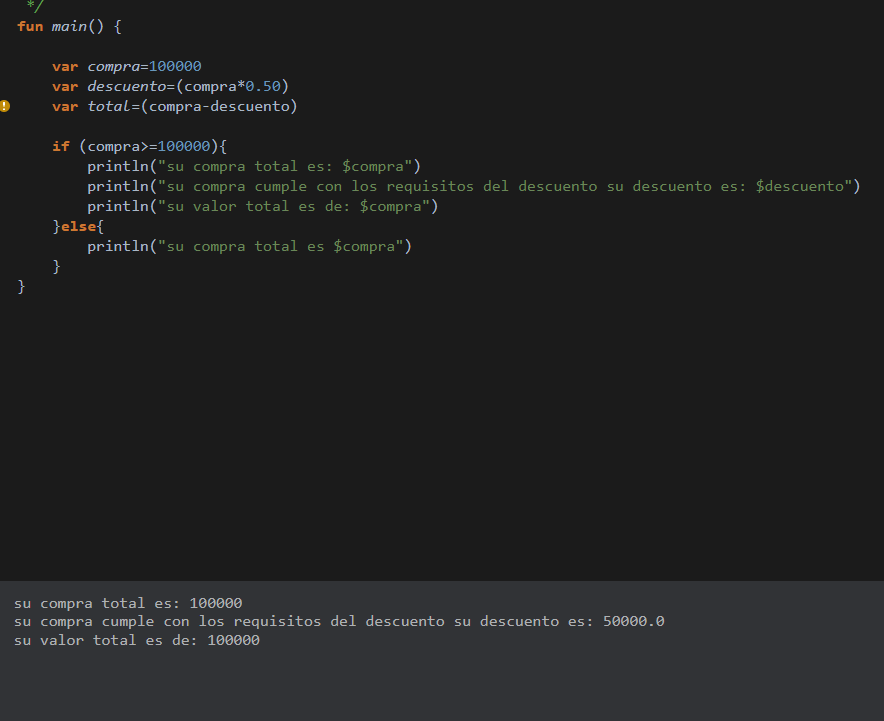 */
fun main() {
var compra=100000
var descuento=(compra*0.50)
var total=(compra-descuento)
if (compra>=100000){
println("su compra total es: $compra")
println("su compra cumple con los requisitos del descuento su descuento es: $descuento")
println("su valor total es de: $compra")
}else{
println("su compra total es $compra")
}
}
su compra total es: 100000
su compra cumple con los requisitos del descuento su descuento es: 50000.0
su valor total es de: 100000